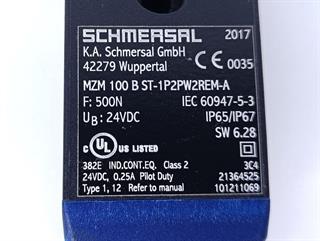 SCHMERSAL 2017
K.A. Schmersal GmbH
42279 Wuppertal CE 0035
MZM 100 B ST-1P2PW2REM-A
F: 500N IEC 60947-5-3
UB: 24VDC IP65/IP67
SW 6.28
C UL US LISTED
382E IND.CONT.EQ. Class 2 3C4
24VDC, 0.25A Pilot Duty 21364525
Type 1, 12 Refer to manual 101211069